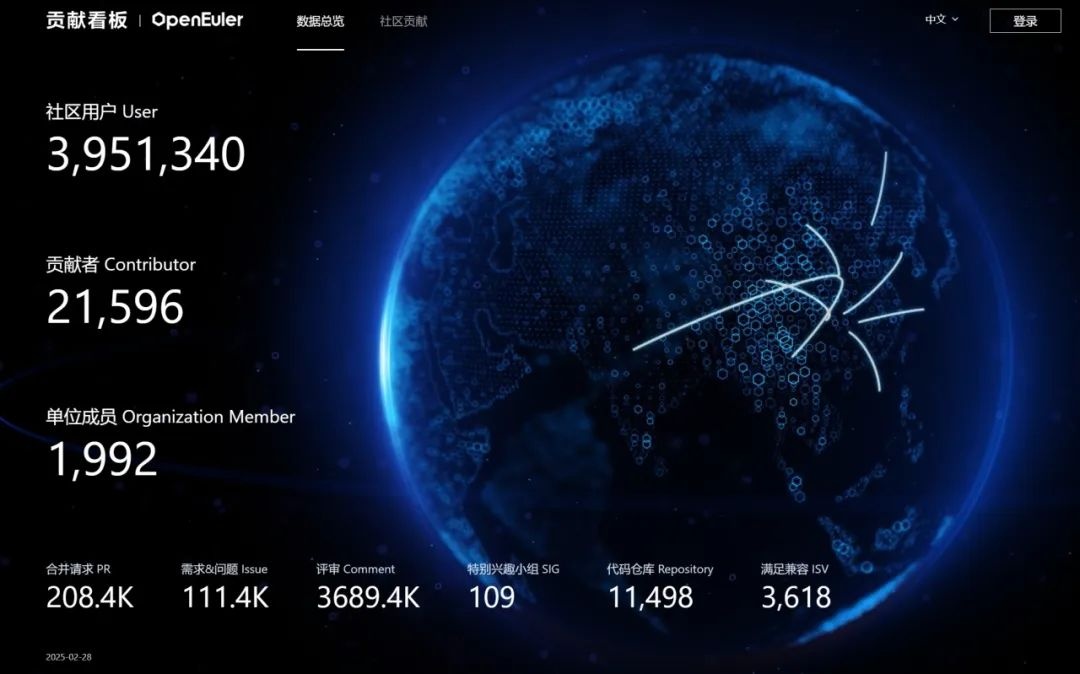 贡献看板 | OpenEuler 数据总览 社区贡献 中文 登录
社区用户 User
3,951,340
贡献者 Contributor
21,596
单位成员 Organization Member
1,992
合并请求 PR 需求&问题 Issue 评审 Comment 特别兴趣小组 SIG 代码仓库 Repository 满足兼容 ISV
208.4K 111.4K 3689.4K 109 11,498 3,618
2025-02-28